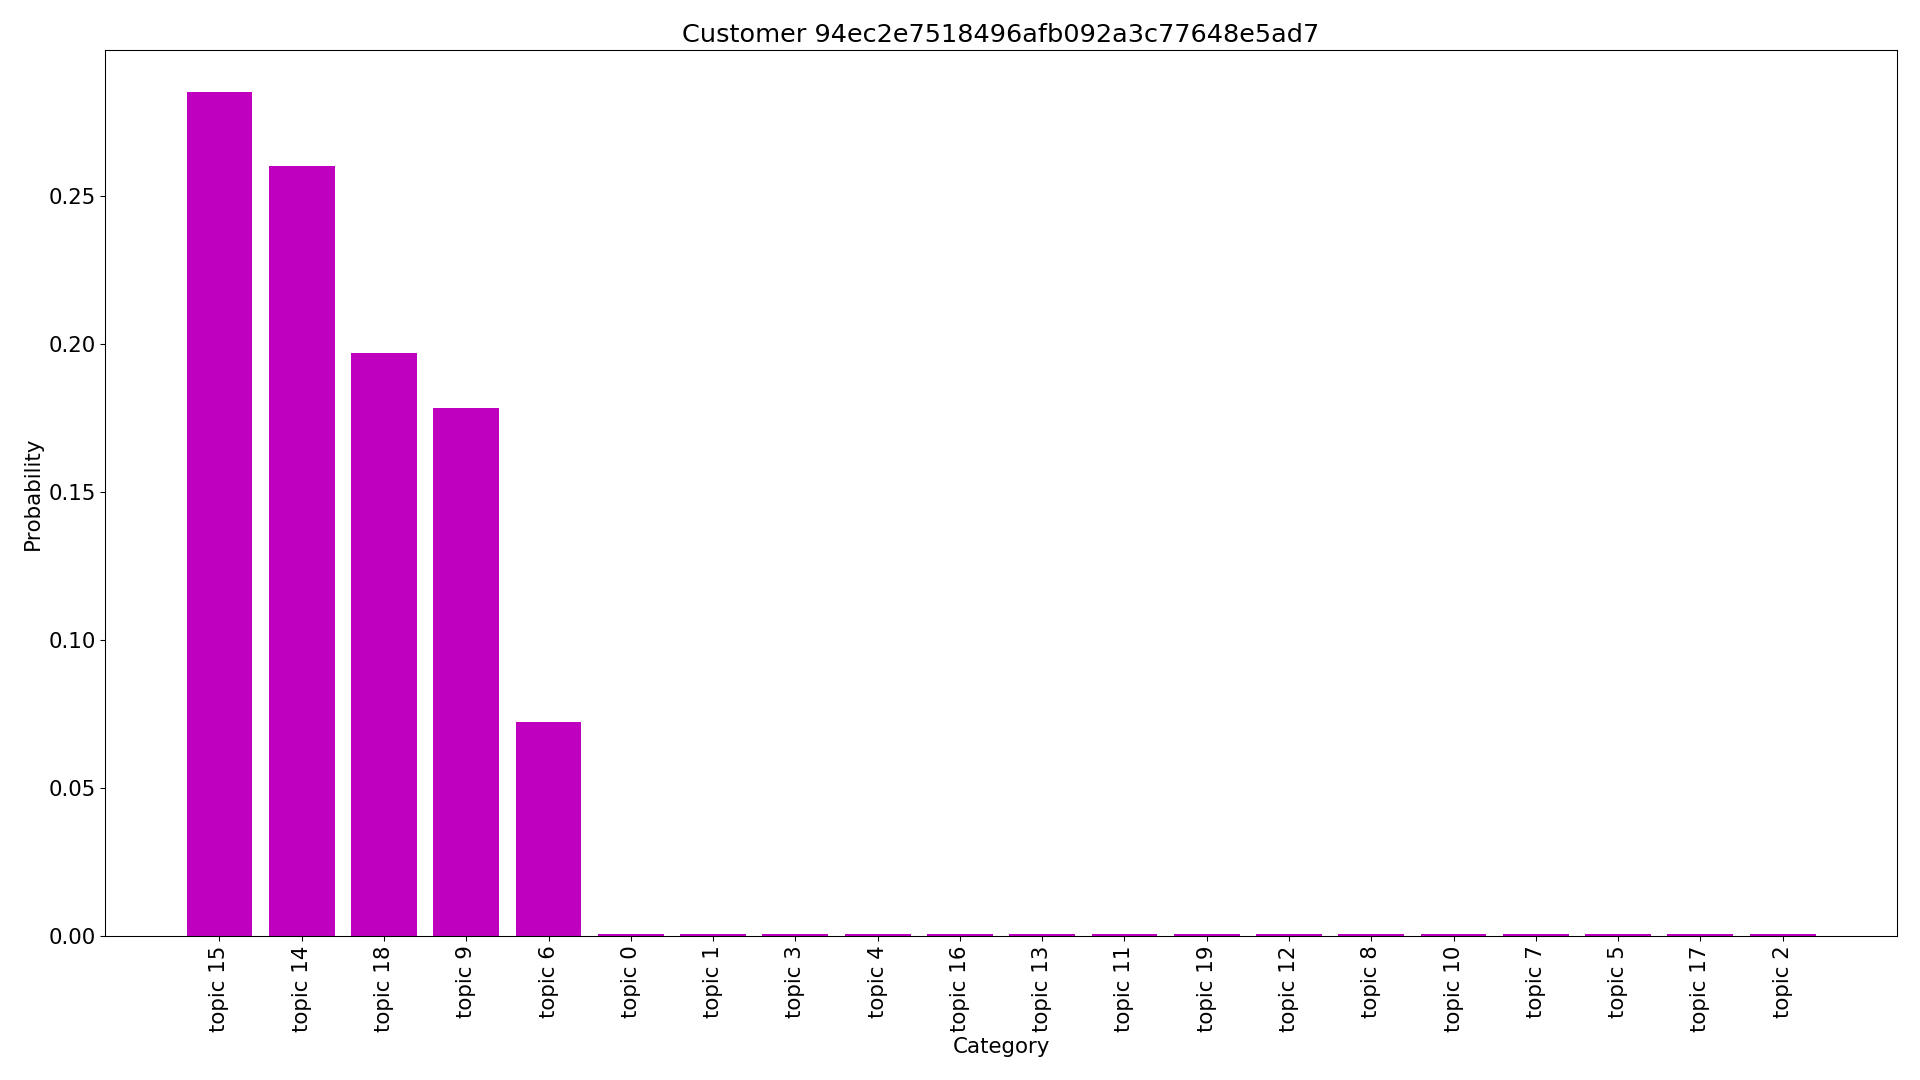 Customer 94ec2e7518496afb092a3c77648e5ad7
Probability
0.25
0.20
0.15
0.10
0.05
0.00
topic 15
topic 14
topic 18
topic 9
topic 6
topic 0
topic 1
topic 3
topic 4
topic 16
topic 13
topic 11
topic 19
topic 12
topic 8
topic 10
topic 7
topic 5
topic 17
topic 2
Category